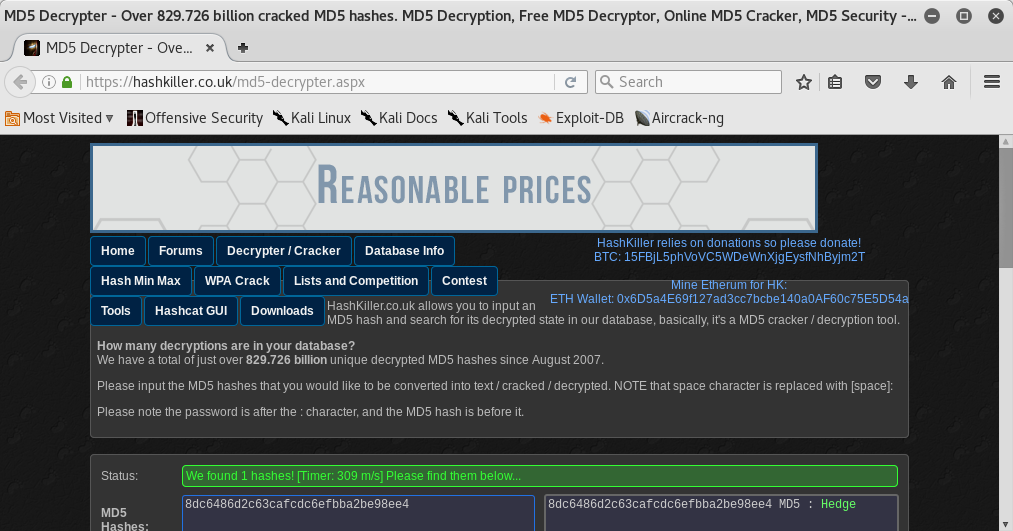 MD5 Decrypter - Over 829.726 billion cracked MD5 hashes. MD5 Decryption, Free MD5 Decryptor, Online MD5 Cracker, MD5 Security -...
MD5 Decrypter - Ove...
https://hashkiller.co.uk/md5-decrypter.aspx
Search
Most Visited
Offensive Security
Kali Linux
Kali Docs
Kali Tools
Exploit-DB
Aircrack-ng
Reasonable prices
Home
Forums
Decrypter / Cracker
Database Info
HashKiller relies on donations so please donate!
BTC: 15FBjL5phVoVC5WDeWnXjgEysfNhByjm2T
Hash Min Max
WPA Crack
Lists and Competition
Contest
Mine Etherum for HK:
ETH Wallet: 0x6D5a4E69f127ad3cc7bcbe140a0AF60c75E5D54a
Tools
Hashcat GUI
Downloads
HashKiller.co.uk allows you to input an
MD5 hash and search for its decrypted state in our database, basically, it's a MD5 cracker / decryption tool.
How many decryptions are in your database?
We have a total of just over 829.726 billion unique decrypted MD5 hashes since August 2007.
Please input the MD5 hashes that you would like to be converted into text / cracked / decrypted. NOTE that space character is replaced with [space]:
Please note the password is after the : character, and the MD5 hash is before it.
Status:
We found 1 hashes! [Timer: 309 m/s] Please find them below...
MD5
Hashes:
8dc6486d2c63cafcdc6efbba2be98ee4
8dc6486d2c63cafcdc6efbba2be98ee4 MD5 : Hedge